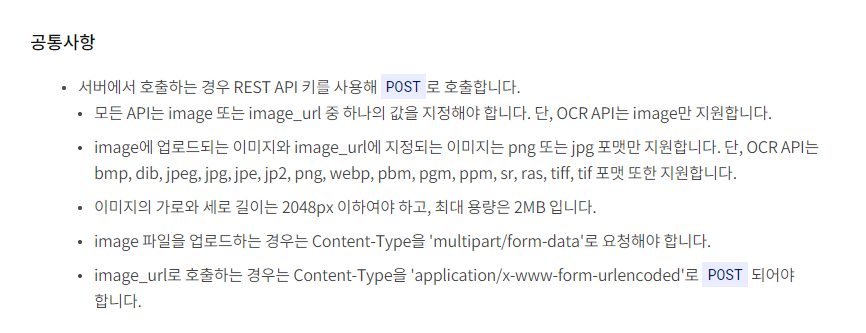 공통사항
• 서버에서 호출하는 경우 REST API 키를 사용해 POST 로 호출합니다.
• 모든 API는 image 또는 image_url 중 하나의 값을 지정해야 합니다. 단, OCR API는 image만 지원합니다.
• image에 업로드되는 이미지와 image_url에 지정되는 이미지는 png 또는 jpg 포맷만 지원합니다. 단, OCR API는
bmp, dib, jpeg, jpg, jpe, jp2, png, webp, pbm, pgm, ppm, sr, ras, tiff, tif 포맷 또한 지원합니다.
• 이미지의 가로와 세로 길이는 2048px 이하여야 하고, 최대 용량은 2MB 입니다.
• image 파일을 업로드하는 경우는 Content-Type을 'multipart/form-data'로 요청해야 합니다.
• image_url로 호출하는 경우는 Content-Type을 'application/x-www-form-urlencoded'로 POST 되어야
합니다.